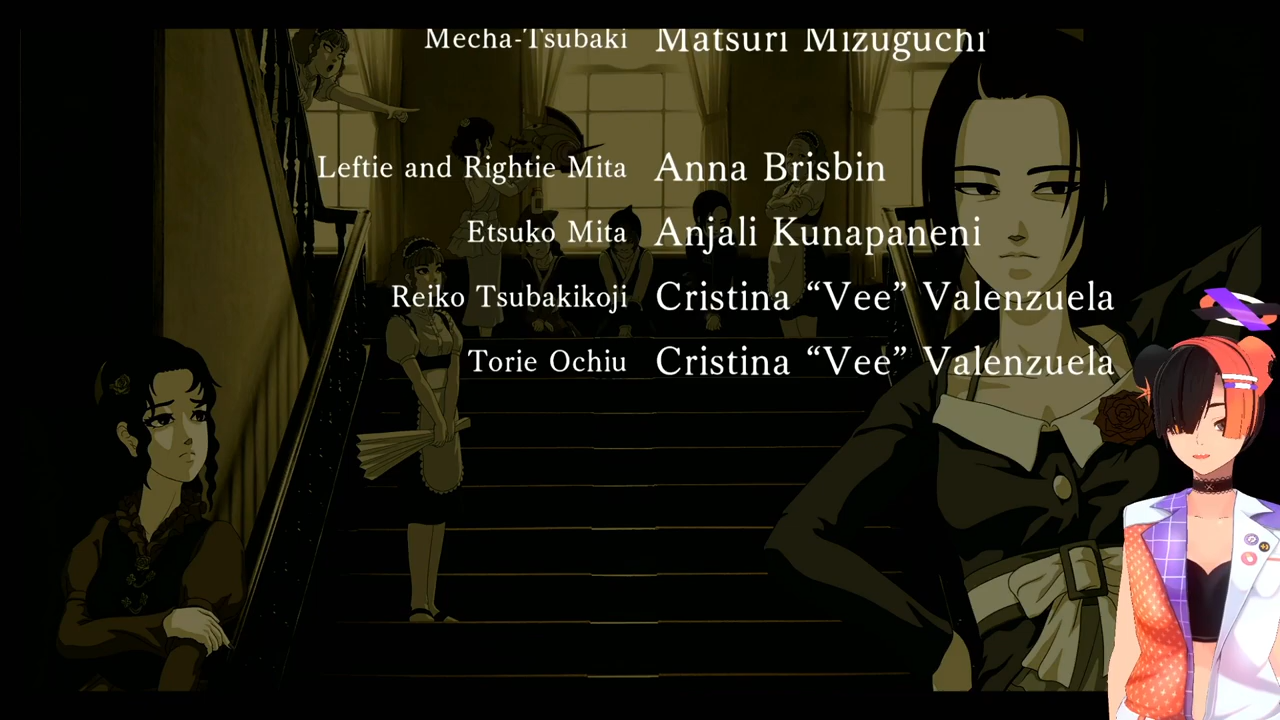 Mecha-Tsubaki Matsuri Mizuguchi
Leftie and Rightie Mita Anna Brisbin
Etsuko Mita Anjali Kunapaneni
Reiko Tsubakikoji Cristina “Vee” Valenzuela
Torie Ochiu Cristina “Vee” Valenzuela